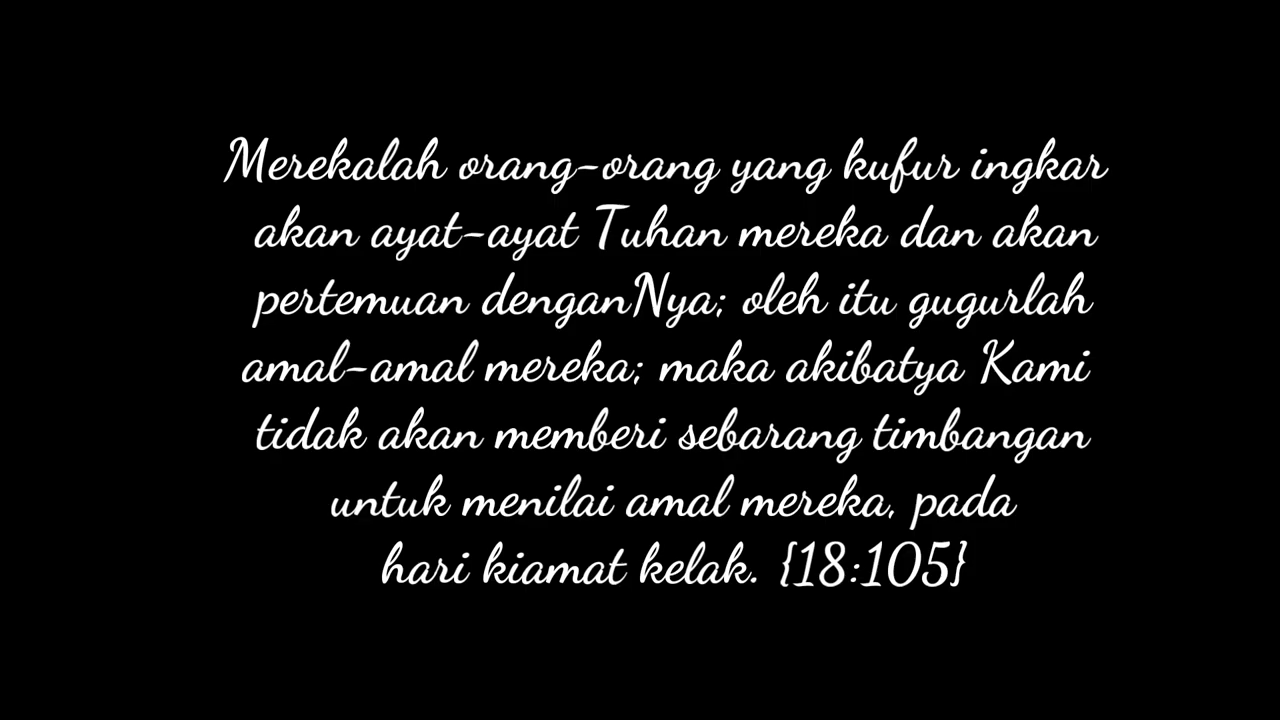 Merekalah orang-orang yang kufur ingkar
akan ayat-ayat Tuhan mereka dan akan
pertemuan denganNya; oleh itu gugurlah
amal-amal mereka; maka akibatya Kami
tidak akan memberi sebarang timbangan
untuk menilai amal mereka, pada
hari kiamat kelak. {18:105}